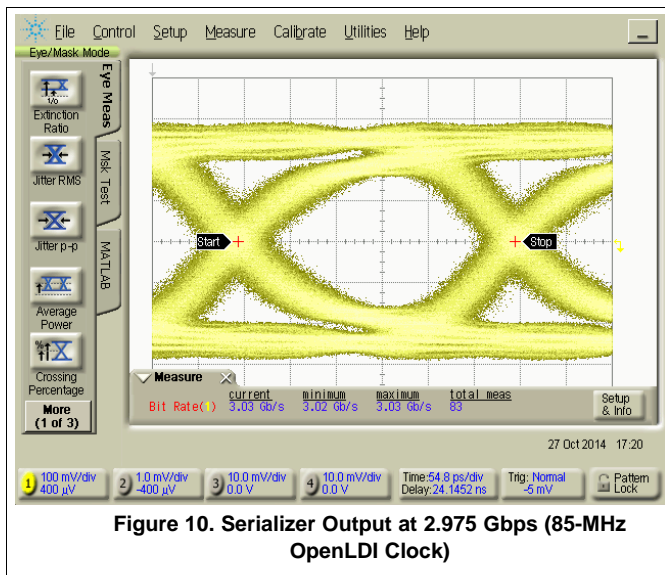 File Control Setup Measure Calibrate Utilities Help
Eye/Mask Mode
Eye Meas
Msk Test
MATLAB
1/0
Extinction
Ratio
Jitter RMS
Jitter p-p
Average
Power
Crossing
Percentage
More
(1 of 3)
Start
Stop
Measure
current minimum maximum total meas
Bit Rate(1) 3.03 Gb/s 3.02 Gb/s 3.03 Gb/s 83
Setup
& Info
27 Oct 2014 17:20
1 100 mV/div
400 µV
2 1.0 mV/div
-400 µV
3 10.0 mV/div
0.0 V
4 10.0 mV/div
0.0 V
Time:54.8 ps/div
Delay:24.1452 ns
Trig: Normal
-5 mV
Pattern
Lock
Figure 10. Serializer Output at 2.975 Gbps (85-MHz
OpenLDI Clock)